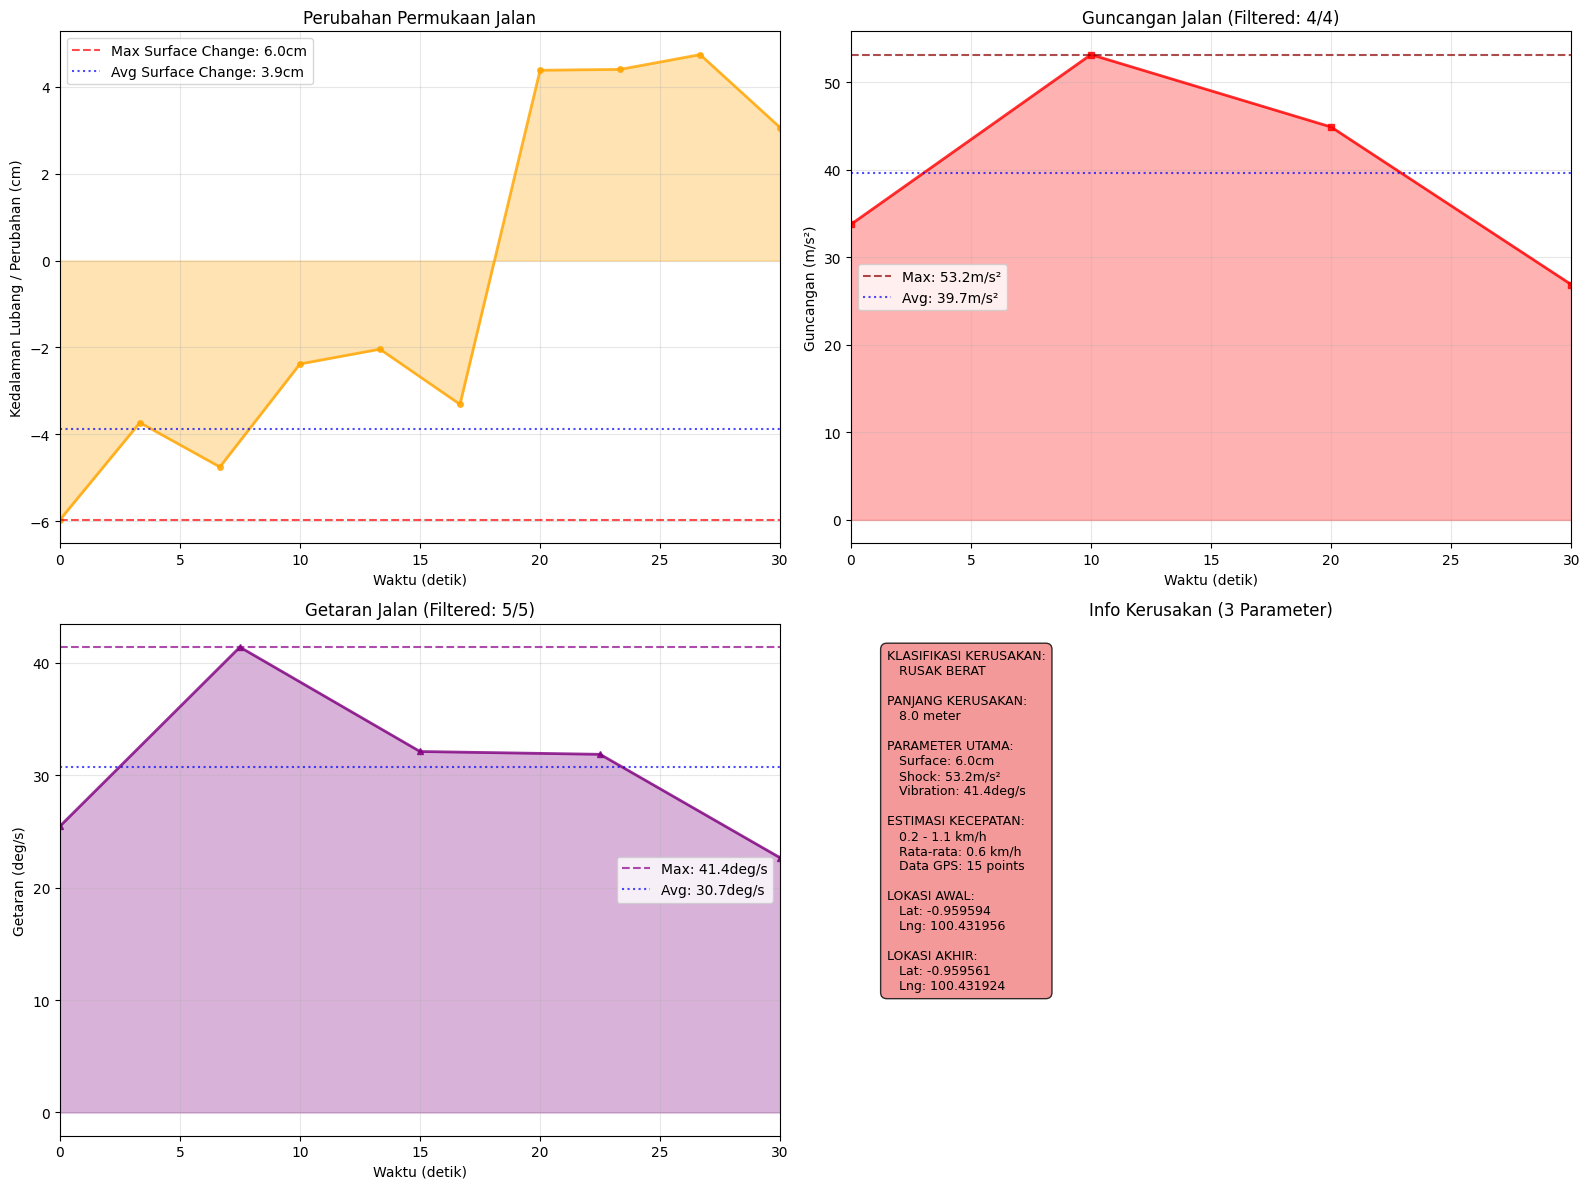 Perubahan Permukaan Jalan
Max Surface Change: 6.0cm
Avg Surface Change: 3.9cm
Kedalaman Lubang / Perubahan (cm)
4
2
0
−2
−4
−6
0 5 10 15 20 25 30
Waktu (detik)
Guncangan Jalan (Filtered: 4/4)
Guncangan (m/s²)
50
40
30
20
10
0
Max: 53.2m/s²
Avg: 39.7m/s²
0 5 10 15 20 25 30
Waktu (detik)
Getaran Jalan (Filtered: 5/5)
Getaran (deg/s)
40
30
20
10
0
Max: 41.4deg/s
Avg: 30.7deg/s
0 5 10 15 20 25 30
Waktu (detik)
Info Kerusakan (3 Parameter)
KLASIFIKASI KERUSAKAN:
RUSAK BERAT
PANJANG KERUSAKAN:
8.0 meter
PARAMETER UTAMA:
Surface: 6.0cm
Shock: 53.2m/s²
Vibration: 41.4deg/s
ESTIMASI KECEPATAN:
0.2 - 1.1 km/h
Rata-rata: 0.6 km/h
Data GPS: 15 points
LOKASI AWAL:
Lat: -0.959594
Lng: 100.431956
LOKASI AKHIR:
Lat: -0.959561
Lng: 100.431924